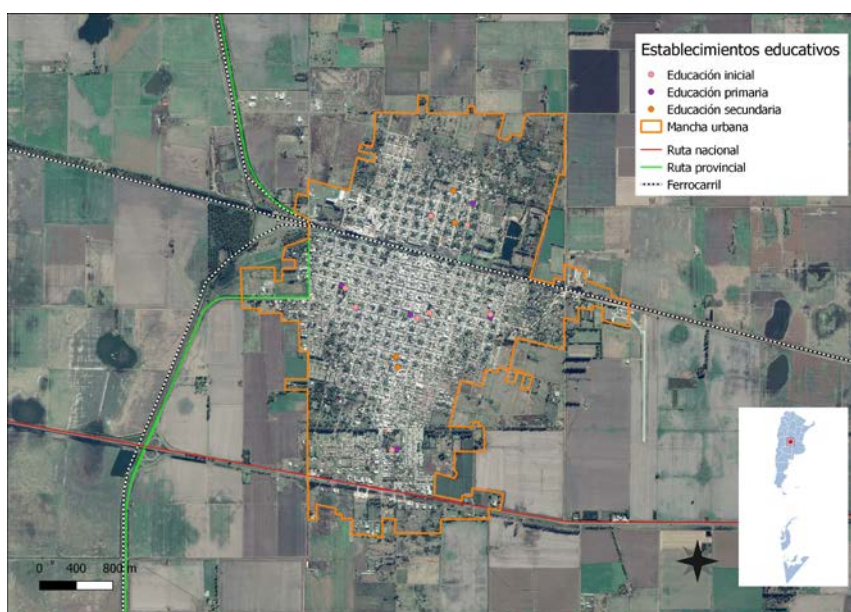 Establecimientos educativos
Educación inicial
Educación primaria
Educación secundaria
Mancha urbana
Ruta nacional
Ruta provincial
Ferrocarril
0 400 800 m